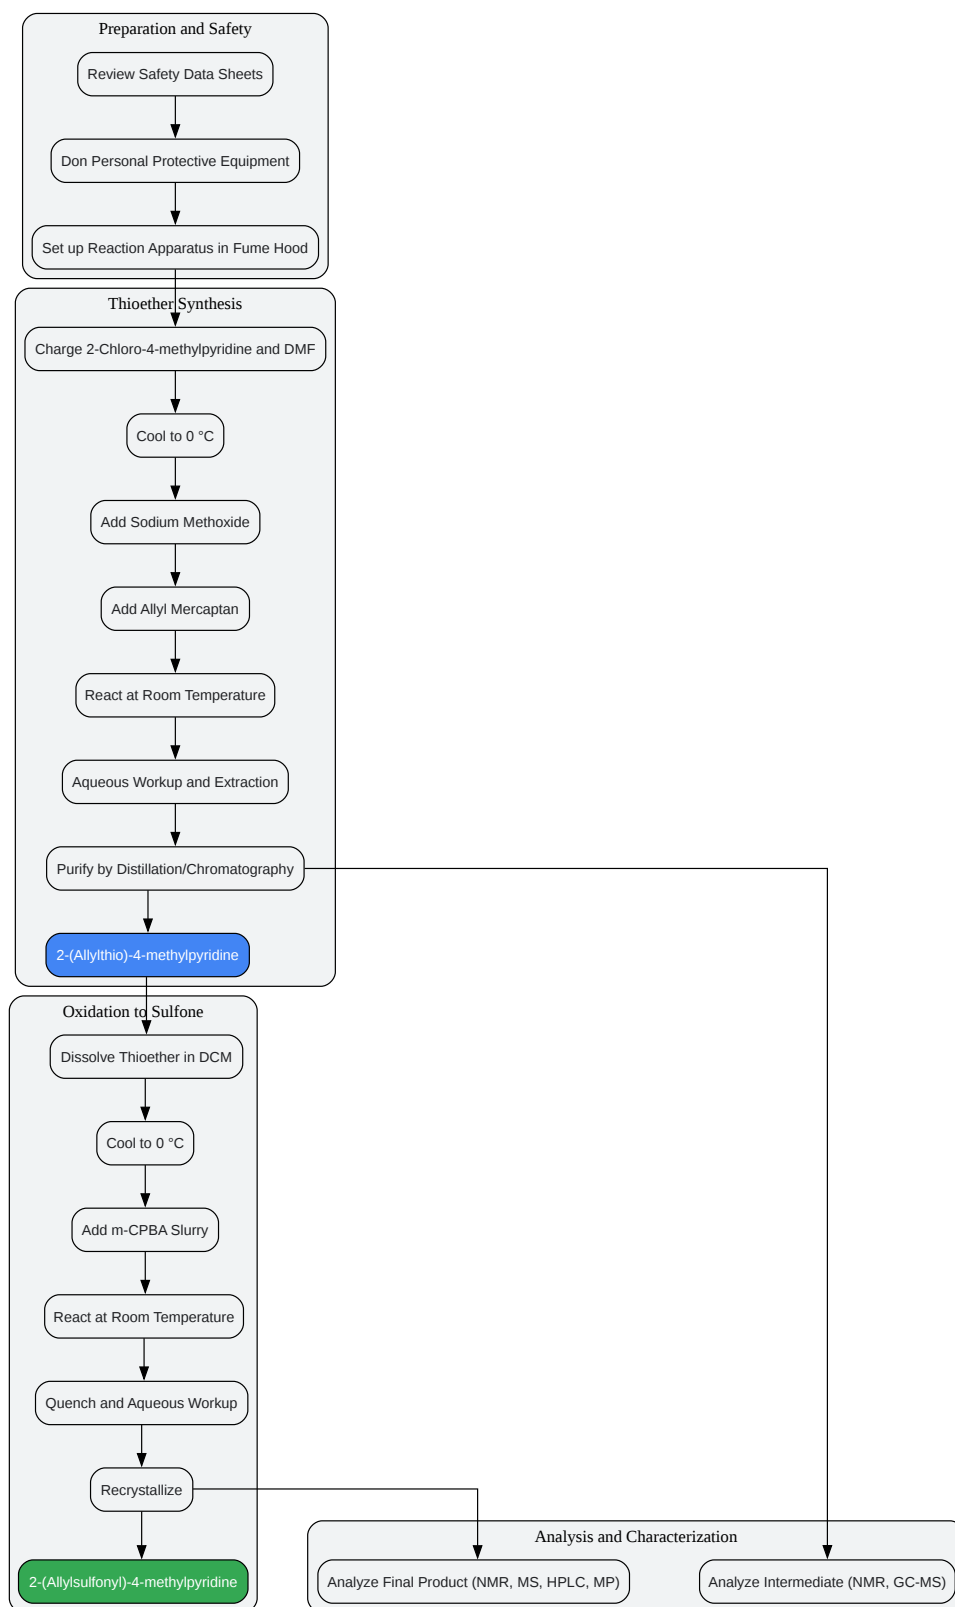 Preparation and Safety
Review Safety Data Sheets
Don Personal Protective Equipment
Set up Reaction Apparatus in Fume Hood
Thioether Synthesis
Charge 2-Chloro-4-methylpyridine and DMF
Cool to 0 °C
Add Sodium Methoxide
Add Allyl Mercaptan
React at Room Temperature
Aqueous Workup and Extraction
Purify by Distillation/Chromatography
2-(Allylthio)-4-methylpyridine
Oxidation to Sulfone
Dissolve Thioether in DCM
Cool to 0 °C
Add m-CPBA Slurry
React at Room Temperature
Quench and Aqueous Workup
Recrystallize
2-(Allylsulfonyl)-4-methylpyridine
Analysis and Characterization
Analyze Final Product (NMR, MS, HPLC, MP)
Analyze Intermediate (NMR, GC-MS)